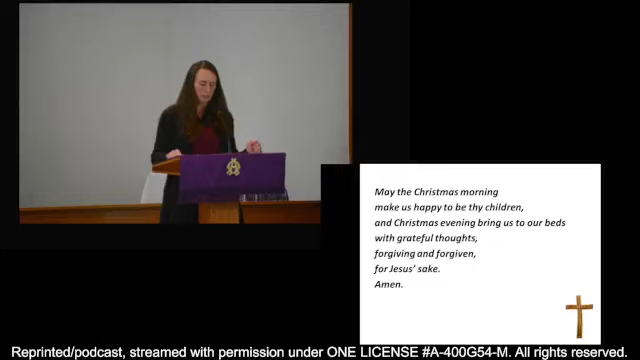 May the Christmas morning
make us happy to be thy children,
and Christmas evening bring us to our beds
with grateful thoughts,
forgiving and forgiven,
for Jesus' sake.
Amen.
Reprinted/podcast, streamed with permission under ONE LICENSE #A-400G54-M. All rights reserved.